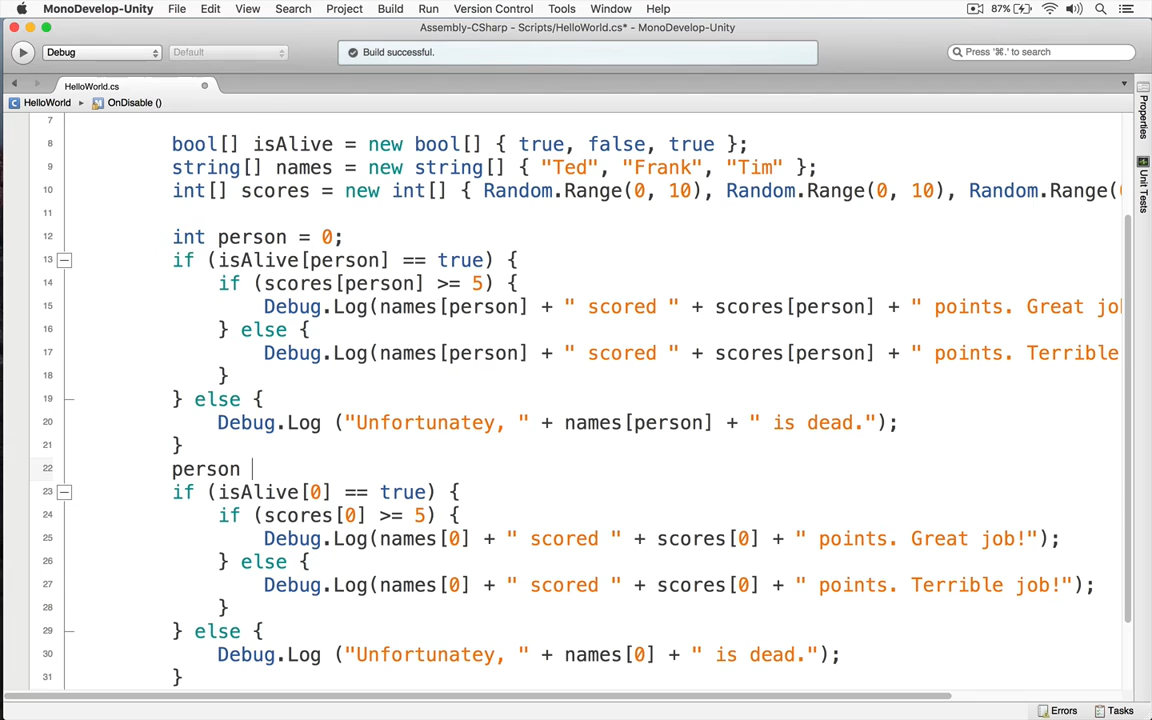 MonoDevelop-Unity File Edit View Search Project Build Run Version Control Tools Window Help 87%
Assembly-CSharp - Scripts/HelloWorld.cs* - MonoDevelop-Unity
Debug Default Build successful. Press '⌘.' to search
HelloWorld.cs
HelloWorld ▸ OnDisable ()
Properties
Unit Tests
7
8 bool[] isAlive = new bool[] { true, false, true };
9 string[] names = new string[] { "Ted", "Frank", "Tim" };
10 int[] scores = new int[] { Random.Range(0, 10), Random.Range(0, 10), Random.Range(
11
12 int person = 0;
13 if (isAlive[person] == true) {
14 if (scores[person] >= 5) {
15 Debug.Log(names[person] + " scored " + scores[person] + " points. Great jo
16 } else {
17 Debug.Log(names[person] + " scored " + scores[person] + " points. Terrible
18 }
19 } else {
20 Debug.Log ("Unfortunatey, " + names[person] + " is dead.");
21 }
22 person
23 if (isAlive[0] == true) {
24 if (scores[0] >= 5) {
25 Debug.Log(names[0] + " scored " + scores[0] + " points. Great job!");
26 } else {
27 Debug.Log(names[0] + " scored " + scores[0] + " points. Terrible job!");
28 }
29 } else {
30 Debug.Log ("Unfortunatey, " + names[0] + " is dead.");
31 }
Errors Tasks